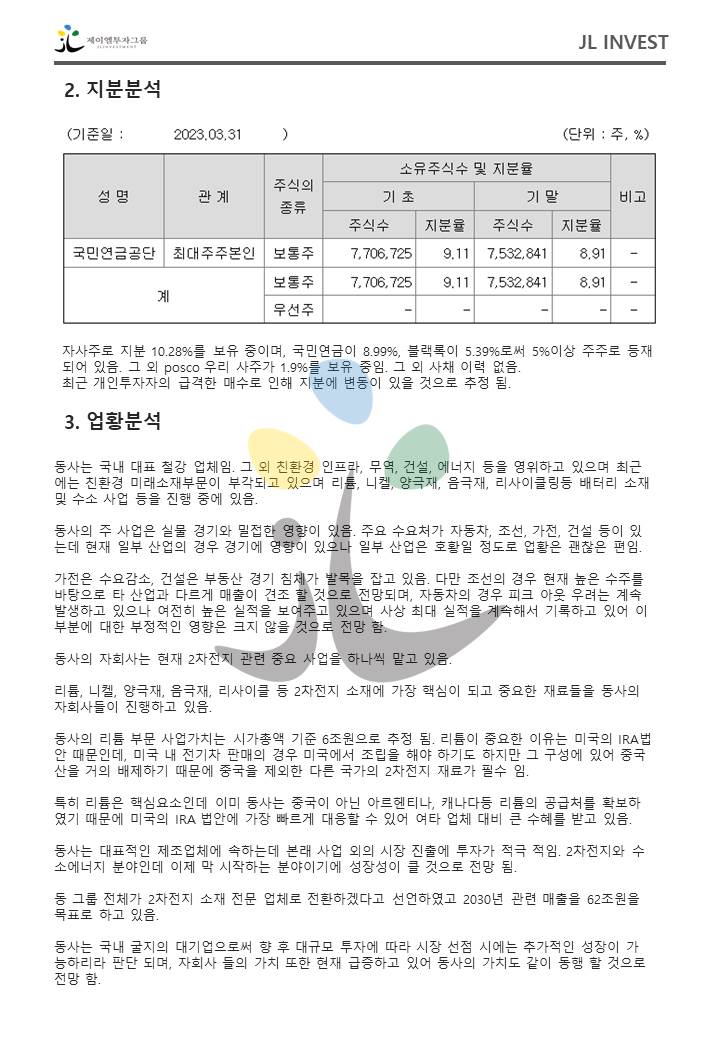 제이엘투자그룹
JLINVESTMENT
JL INVEST
2. 지분분석
(기준일 : 2023.03.31 )
(단위 : 주, %)
성 명 관 계 주식의 종류 소유주식수 및 지분율 비고
기 초 기 말
주식수 지분율 주식수 지분율
국민연금공단 최대주주본인 보통주 7,706,725 9.11 7,532,841 8.91 -
계 보통주 7,706,725 9.11 7,532,841 8.91 -
우선주 - - - - -
자사주로 지분 10.28%를 보유 중이며, 국민연금이 8.99%, 블랙록이 5.39%로써 5%이상 주주로 등재
되어 있음. 그 외 posco 우리 사주가 1.9%를 보유 중임. 그 외 사채 이력 없음.
최근 개인투자자의 급격한 매수로 인해 지분에 변동이 있을 것으로 추정 됨.
3. 업황분석
동사는 국내 대표 철강 업체임. 그 외 친환경 인프라, 무역, 건설, 에너지 등을 영위하고 있으며 최근
에는 친환경 미래소재부문이 부각되고 있으며 리튬, 니켈, 양극재, 음극재, 리사이클링등 배터리 소재
및 수소 사업 등을 진행 중에 있음.
동사의 주 사업은 실물 경기와 밀접한 영향이 있음. 주요 수요처가 자동차, 조선, 가전, 건설 등이 있
는데 현재 일부 산업의 경우 경기에 영향이 있으나 일부 산업은 호황일 정도로 업황은 괜찮은 편임.
가전은 수요감소, 건설은 부동산 경기 침체가 발목을 잡고 있음. 다만 조선의 경우 현재 높은 수주를
바탕으로 타 산업과 다르게 매출이 견조 할 것으로 전망되며, 자동차의 경우 피크 아웃 우려는 계속
발생하고 있으나 여전히 높은 실적을 보여주고 있으며 사상 최대 실적을 계속해서 기록하고 있어 이
부분에 대한 부정적인 영향은 크지 않을 것으로 전망 함.
동사의 자회사는 현재 2차전지 관련 중요 사업을 하나씩 맡고 있음.
리튬, 니켈, 양극재, 음극재, 리사이클 등 2차전지 소재에 가장 핵심이 되고 중요한 재료들을 동사의
자회사들이 진행하고 있음.
동사의 리튬 부문 사업가치는 시가총액 기준 6조원으로 추정 됨. 리튬이 중요한 이유는 미국의 IRA법
안 때문인데, 미국 내 전기차 판매의 경우 미국에서 조립을 해야 하기도 하지만 그 구성에 있어 중국
산을 거의 배제하기 때문에 중국을 제외한 다른 국가의 2차전지 재료가 필수 임.
특히 리튬은 핵심요소인데 이미 동사는 중국이 아닌 아르헨티나, 캐나다등 리튬의 공급처를 확보하
였기 때문에 미국의 IRA 법안에 가장 빠르게 대응할 수 있어 여타 업체 대비 큰 수혜를 받고 있음.
동사는 대표적인 제조업체에 속하는데 본래 사업 외의 시장 진출에 투자가 적극 적임. 2차전지와 수
소에너지 분야인데 이제 막 시작하는 분야이기에 성장성이 클 것으로 전망 됨.
동 그룹 전체가 2차전지 소재 전문 업체로 전환하겠다고 선언하였고 2030년 관련 매출을 62조원을
목표로 하고 있음.
동사는 국내 굴지의 대기업으로써 향 후 대규모 투자에 따라 시장 선점 시에는 추가적인 성장이 가
능하리라 판단 되며, 자회사 들의 가치 또한 현재 급증하고 있어 동사의 가치도 같이 동행 할 것으로
전망 함.